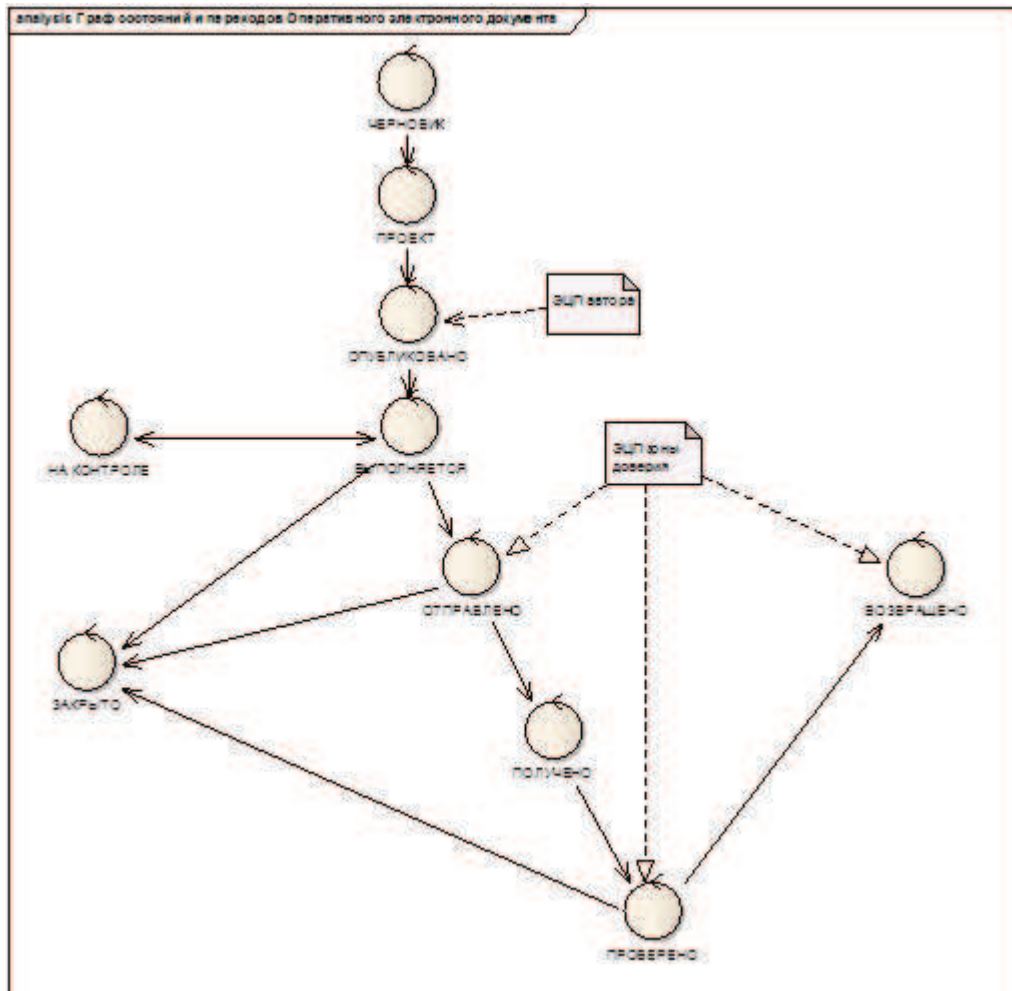 analysis Граф состояний и переходов Оперативного электронного документа
ЧЕРНОВИК
ПРОЕКТ
ЭЦП автора
ОПУБЛИКОВАНО
НА КОНТРОЛЕ
ВЫПОЛНЯЕТСЯ
ЭЦП зоны
доверия
ОТПРАВЛЕНО
ВОЗВРАЩЕНО
ЗАКРЫТО
ПОЛУЧЕНО
ПРОВЕРЕНО